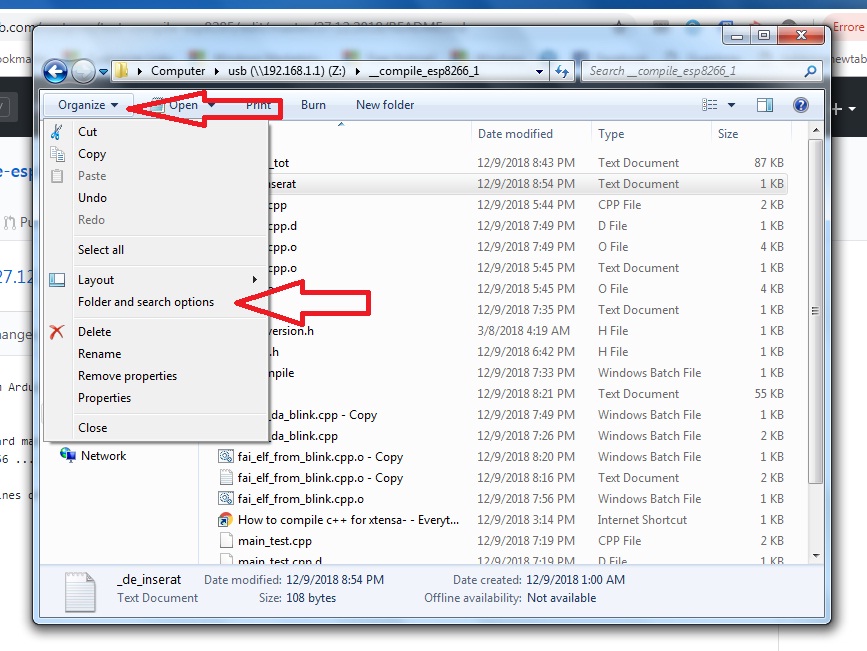 Errore
Computer ▸ usb (\\192.168.1.1) (Z:) ▸ __compile_esp8266_1
Search __compile_esp8266_1
Organize Open Print Burn New folder
Cut
Copy
Paste
Undo
Redo
Select all
Layout
Folder and search options
Delete
Rename
Remove properties
Properties
Close
Network
Date modified Type Size
_tot 12/9/2018 8:43 PM Text Document 87 KB
inserat 12/9/2018 8:54 PM Text Document 1 KB
cpp 12/9/2018 5:44 PM CPP File 2 KB
cpp.d 12/9/2018 7:49 PM D File 1 KB
cpp.o 12/9/2018 7:49 PM O File 4 KB
cpp.o 12/9/2018 5:45 PM Text Document 1 KB
12/9/2018 5:45 PM O File 4 KB
12/9/2018 7:35 PM Text Document 1 KB
version.h 3/8/2018 4:19 AM H File 1 KB
.h 12/9/2018 6:42 PM H File 1 KB
mpile 12/9/2018 7:33 PM Windows Batch File 1 KB
12/9/2018 8:21 PM Text Document 55 KB
_da_blink.cpp - Copy 12/9/2018 7:49 PM Windows Batch File 1 KB
_da_blink.cpp 12/9/2018 7:26 PM Windows Batch File 2 KB
fai_elf_from_blink.cpp.o - Copy 12/9/2018 8:20 PM Windows Batch File 1 KB
fai_elf_from_blink.cpp.o - Copy 12/9/2018 8:16 PM Text Document 2 KB
fai_elf_from_blink.cpp.o 12/9/2018 7:56 PM Windows Batch File 1 KB
How to compile c++ for xtensa- - Everyt... 12/9/2018 3:14 PM Internet Shortcut 1 KB
main_test.cpp 12/9/2018 7:19 PM CPP File 2 KB
main_test.cpp.d 12/9/2018 7:19 PM D File 1 KB
_de_inserat Date modified: 12/9/2018 8:54 PM Date created: 12/9/2018 1:00 AM
Text Document Size: 108 bytes Offline availability: Not available